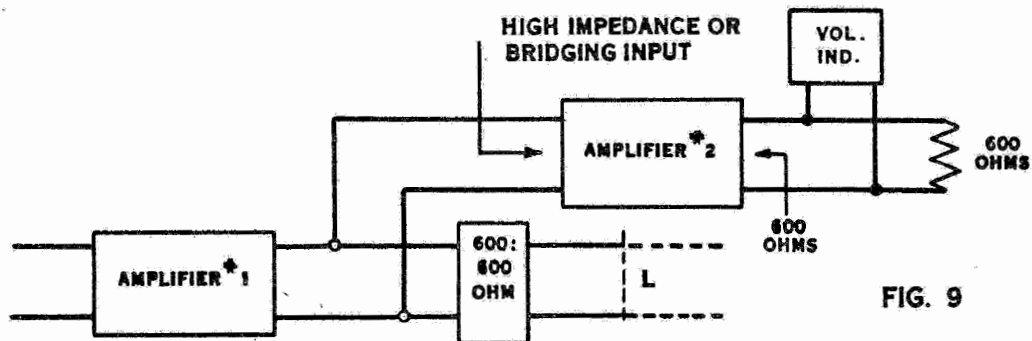 HIGH IMPEDANCE OR
BRIDGING INPUT
VOL.
IND.
AMPLIFIER *2
600
OHMS
600
OHMS
AMPLIFIER *1
600:
600
OHM
L
FIG. 9